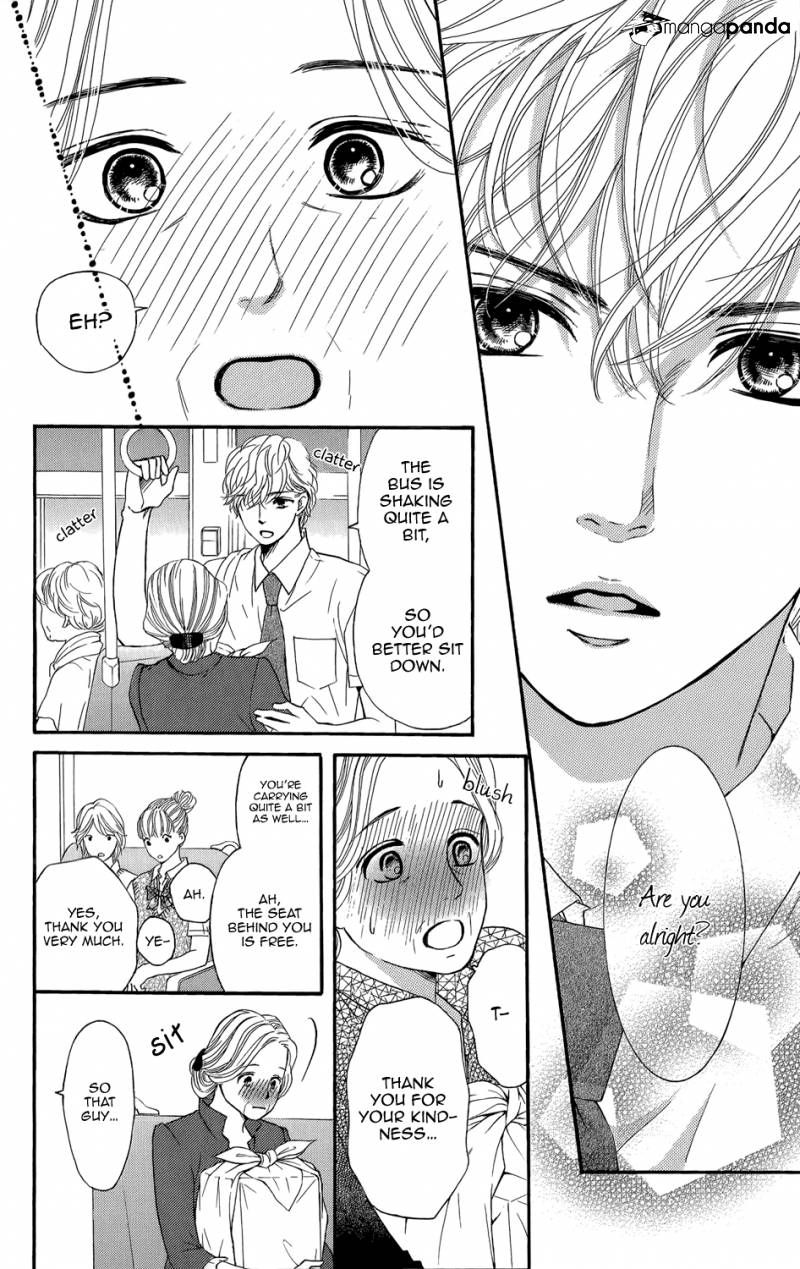 mangapanda
Are you
alright?
EH?
clatter
clatter
THE
BUS IS
SHAKING
QUITE A
BIT,
SO
YOU'D
BETTER SIT
DOWN.
blush
T-
THANK
YOU FOR
YOUR KIND-
NESS...
YOU'RE
CARRYING
QUITE A BIT
AS WELL...
AH,
THE SEAT
BEHIND YOU
IS FREE.
AH.
YE-
YES,
THANK YOU
VERY MUCH.
sit
SO
THAT
GUY...